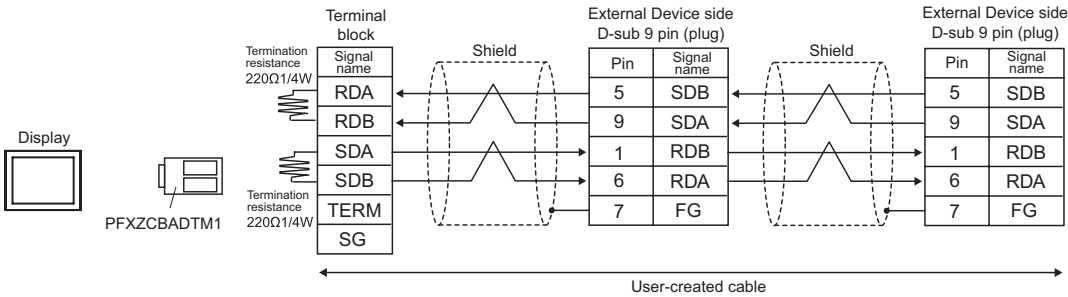 Terminal
block
External Device side
D-sub 9 pin (plug)
External Device side
D-sub 9 pin (plug)
Termination
resistance
220Ω1/4W
Signal
name
Shield
Pin
Signal
name
Shield
Pin
Signal
name
RDA
5
SDB
5
SDB
RDB
9
SDA
9
SDA
Display
SDA
1
RDB
1
RDB
SDB
6
RDA
6
RDA
PFXZCBADTM1
Termination
resistance
220Ω1/4W
TERM
7
FG
7
FG
SG
User-created cable